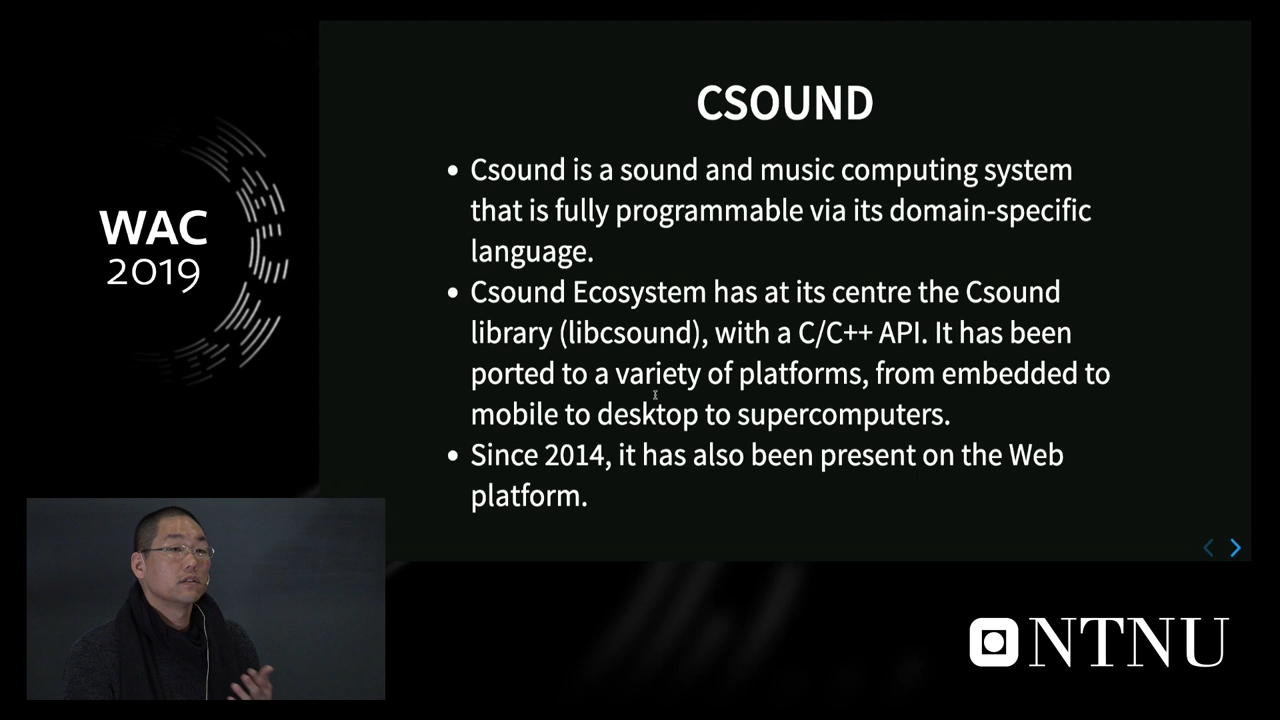 WAC
2019
CSOUND
• Csound is a sound and music computing system
that is fully programmable via its domain-specific
language.
• Csound Ecosystem has at its centre the Csound
library (libcsound), with a C/C++ API. It has been
ported to a variety of platforms, from embedded to
mobile to desktop to supercomputers.
• Since 2014, it has also been present on the Web
platform.
NTNU